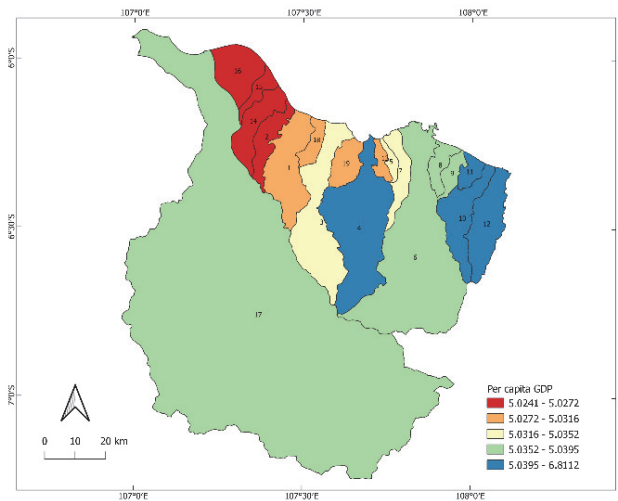 107°0'E 107°30'E 108°0'E
6°0'S
6°30'S
7°0'S
16
14
2
1
18
3
19
4
5
7
8
9
11
10
12
6
17
Per capita GDP
5.0241 - 5.0272
5.0272 - 5.0316
5.0316 - 5.0352
5.0352 - 5.0395
5.0395 - 6.8112
0 10 20 km
107°0'E 107°30'E 108°0'E